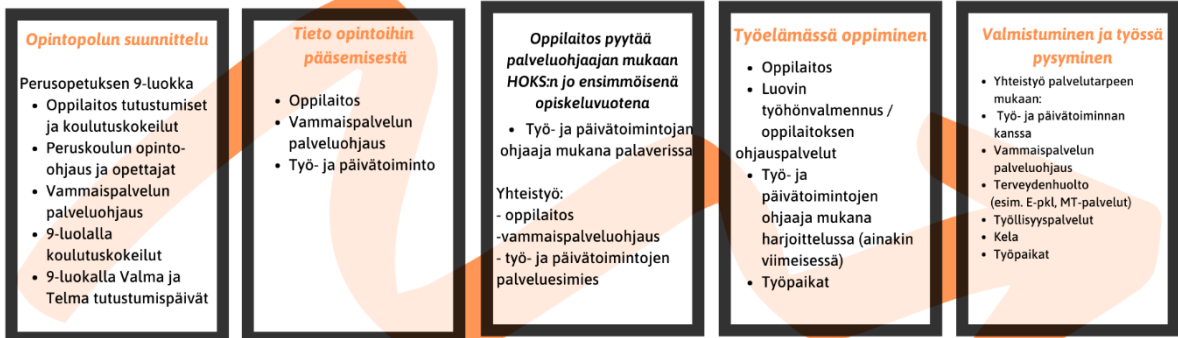 Opintopolun suunnittelu
Perusopetuksen 9-luokka
• Oppilaitos tutustumiset
ja koulutuskokeilut
• Peruskoulun opinto-
ohjaus ja opettajat
• Vammaispalvelun
palveluohjaus
• 9-luolalla
koulutuskokeilut
• 9-luokalla Valma ja
Telma tutustumispäivät
Tieto opintoihin
pääsemisestä
• Oppilaitos
• Vammaispalvelun
palveluohjaus
• Työ- ja päivätoiminto
Oppilaitos pyytää
palveluohjaajan mukaan
HOKS:n jo ensimmöisenä
opiskeluvuotena
• Työ- ja päivätoimintojan
ohjaaja mukana palaverissa
Yhteistyö:
- oppilaitos
-vammaispalveluohjaus
- työ- ja päivätoimintojen
palveluesimies
Työelämässä oppiminen
• Oppilaitos
• Luovin
työhönvalmennus /
oppilaitoksen
ohjauspalvelut
• Työ- ja
päivätoimintojen
ohjaaja mukana
harjoittelussa (ainakin
viimeisessä)
• Työpaikat
Valmistuminen ja työssä
pysyminen
• Yhteistyö palvelutarpeen
mukaan:
• Työ- ja päivätoiminnan
kanssa
• Vammaispalvelun
palveluohjaus
• Terveydenhuolto
(esim. E-pkl, MT-palvelut)
• Työllisyyspalvelut
• Kela
• Työpaikat